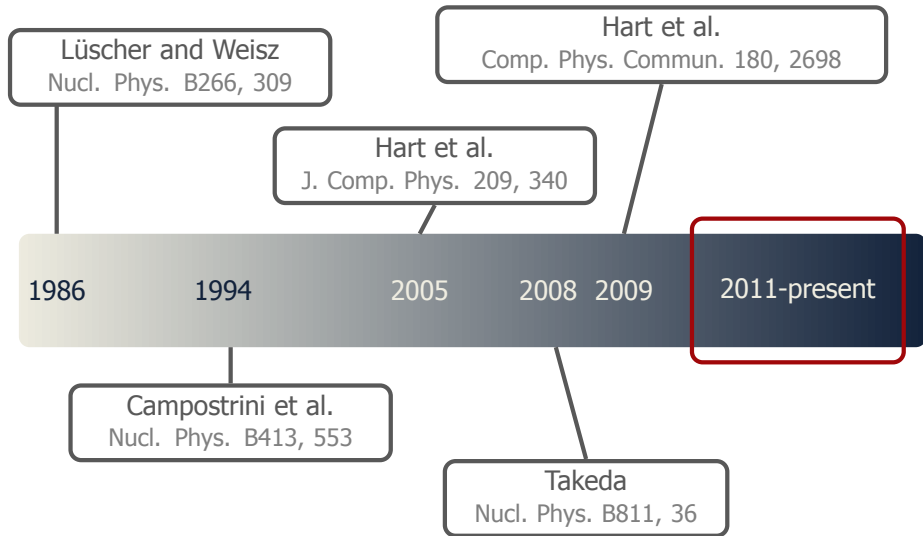 Lüscher and Weisz
Nucl. Phys. B266, 309
Hart et al.
Comp. Phys. Commun. 180, 2698
Hart et al.
J. Comp. Phys. 209, 340
1986
1994
2005
2008
2009
2011-present
Campostrini et al.
Nucl. Phys. B413, 553
Takeda
Nucl. Phys. B811, 36